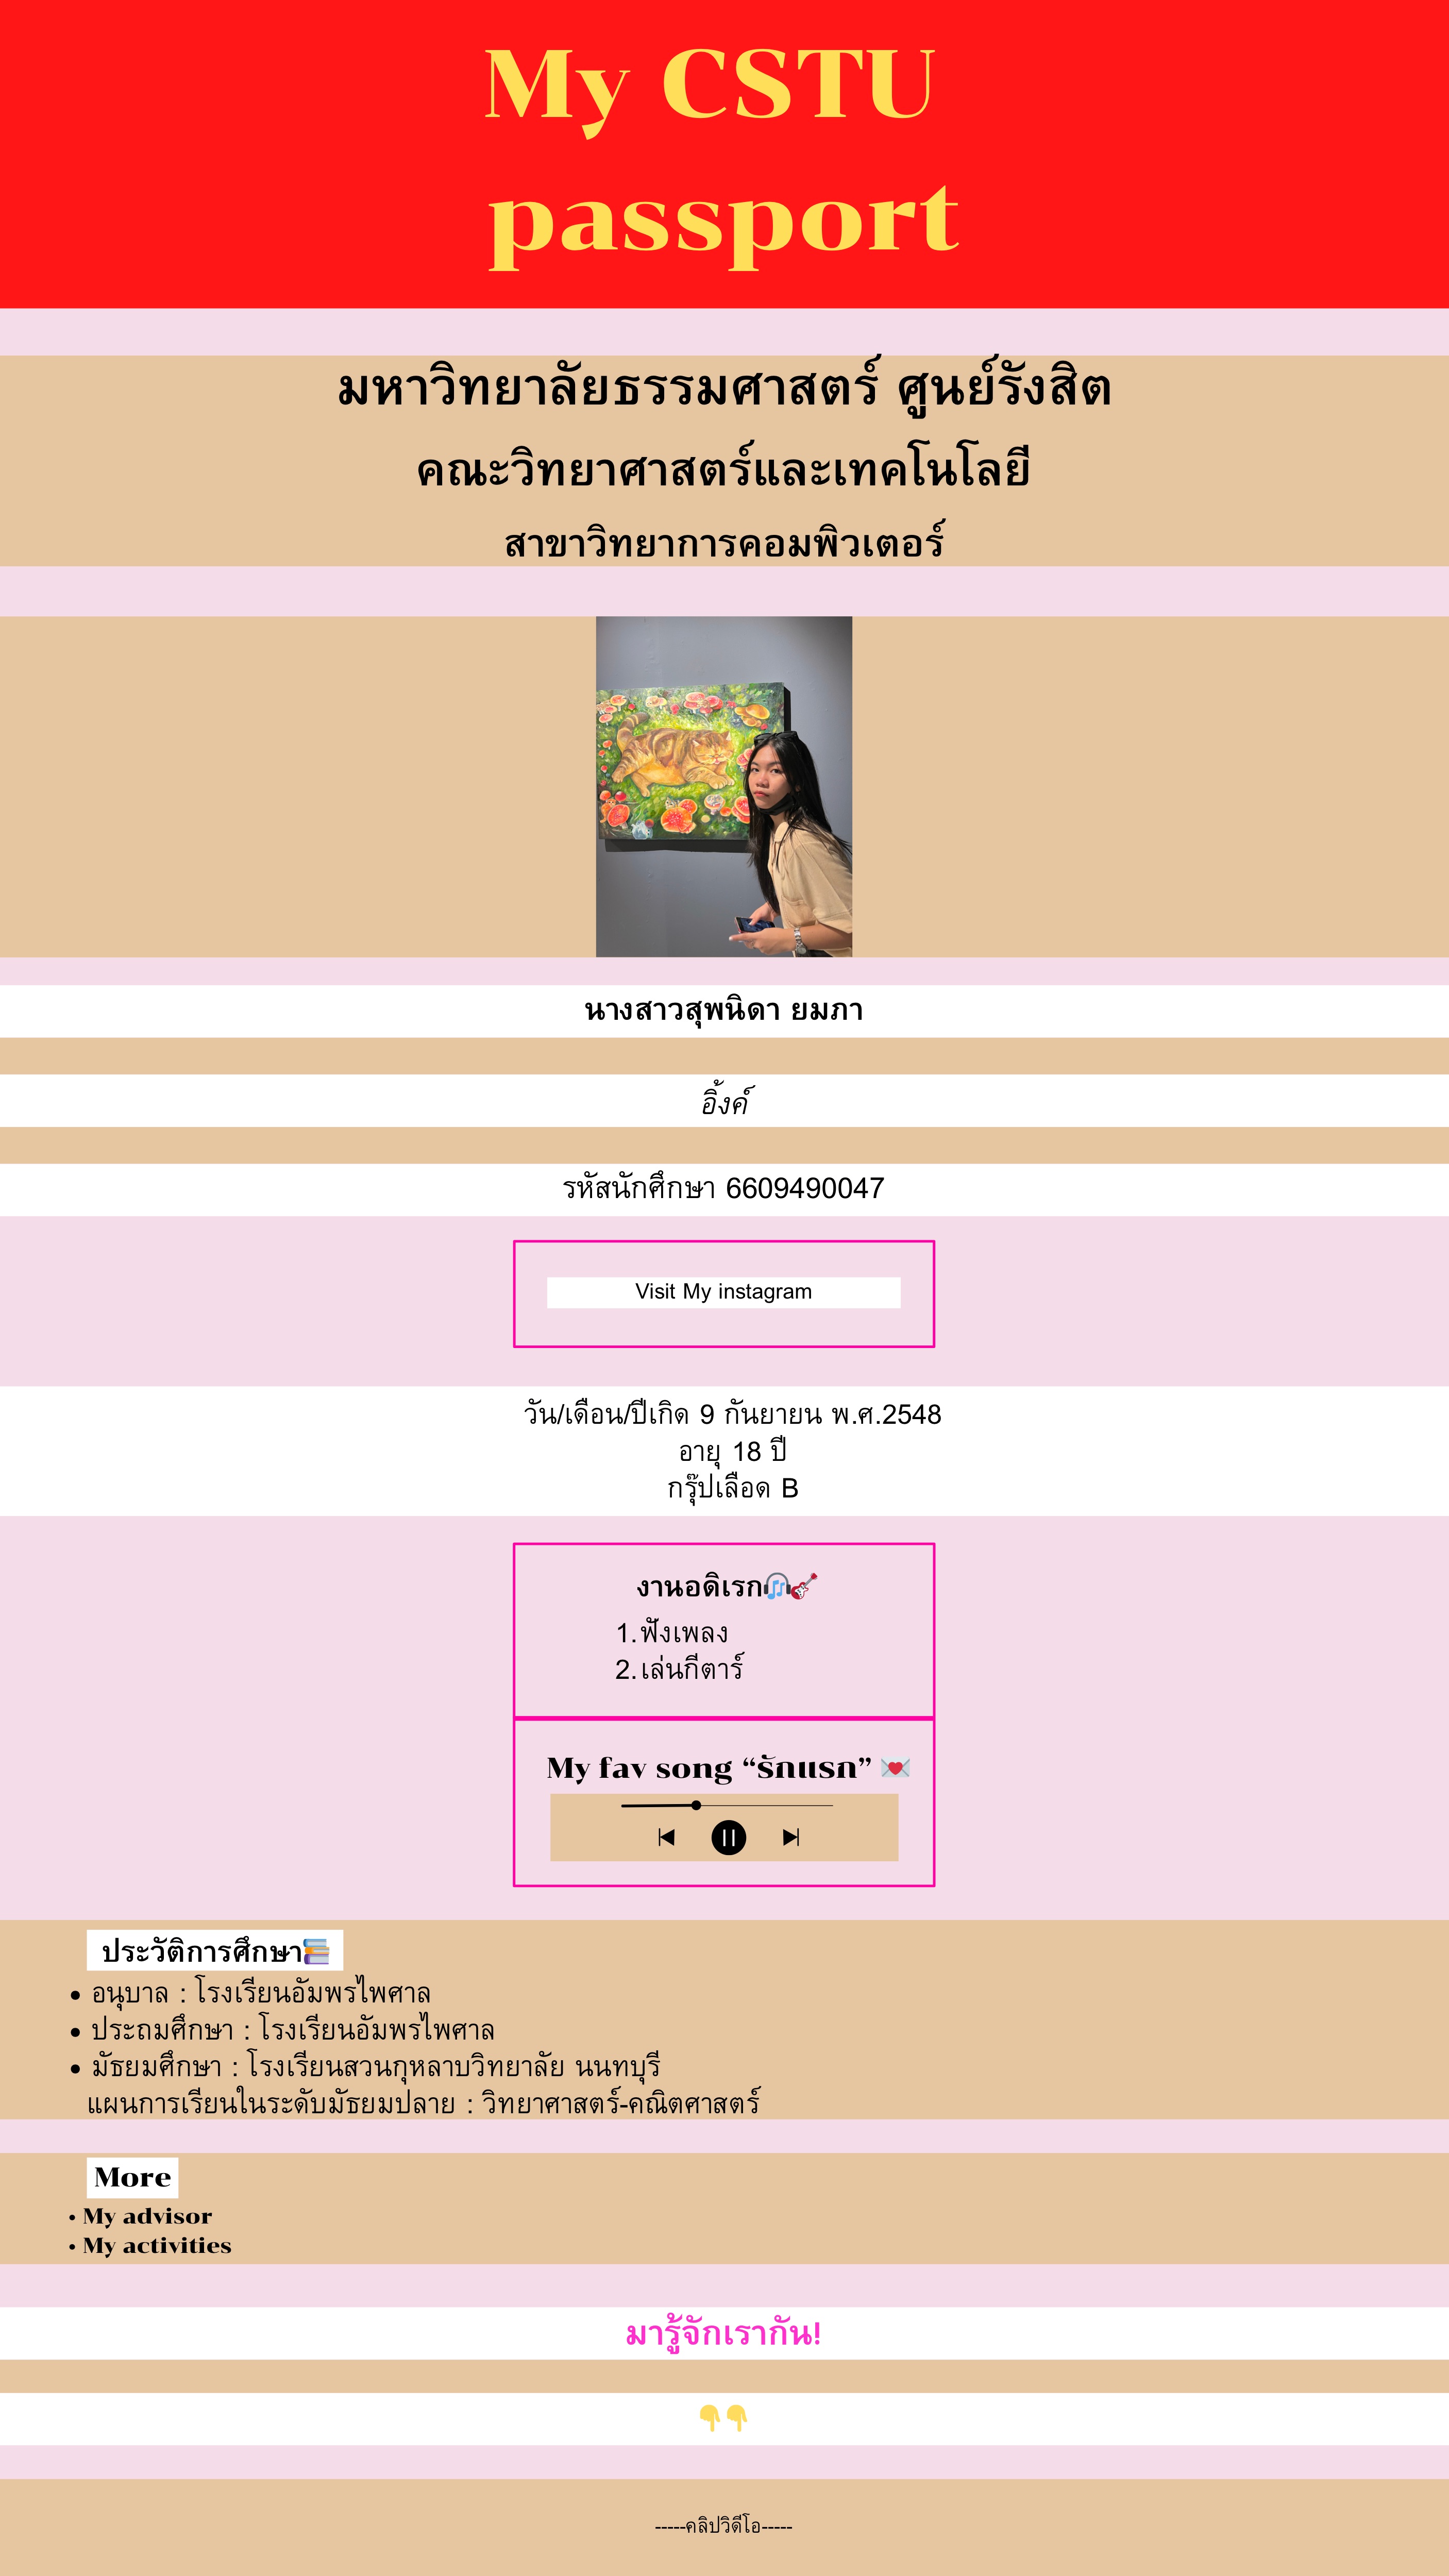 My CSTU
passport
มหาวิทยาลัยธรรมศาสตร์ ศูนย์รังสิต
คณะวิทยาศาสตร์และเทคโนโลยี
สาขาวิทยาการคอมพิวเตอร์
นางสาวสุพนิดา ยมภา
อิ้งค์
รหัสนักศึกษา 6609490047
Visit My instagram
วัน/เดือน/ปีเกิด 9 กันยายน พ.ศ.2548
อายุ 18 ปี
กรุ๊ปเลือด B
งานอดิเรก🎧🎸
1. ฟังเพลง
2. เล่นกีตาร์
My fav song “รักแรก” 💌
ประวัติการศึกษา📚
• อนุบาล : โรงเรียนอัมพรไพศาล
• ประถมศึกษา : โรงเรียนอัมพรไพศาล
• มัธยมศึกษา : โรงเรียนสวนกุหลาบวิทยาลัย นนทบุรี
แผนการเรียนในระดับมัธยมปลาย : วิทยาศาสตร์-คณิตศาสตร์
More
• My advisor
• My activities
มารู้จักเรากัน!
👇👇
-----คลิปวิดีโอ-----